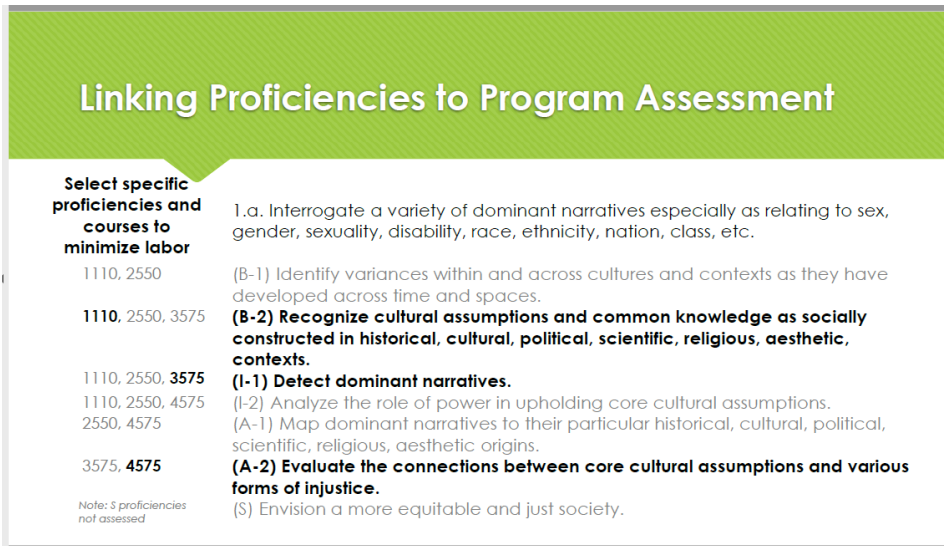 Linking Proficiencies to Program Assessment
Select specific
proficiencies and
courses to
minimize labor
1.a. Interrogate a variety of dominant narratives especially as relating to sex,
gender, sexuality, disability, race, ethnicity, nation, class, etc.
1110, 2550
(B-1) Identify variances within and across cultures and contexts as they have
developed across time and spaces.
1110, 2550, 3575
(B-2) Recognize cultural assumptions and common knowledge as socially
constructed in historical, cultural, political, scientific, religious, aesthetic,
contexts.
1110, 2550, 3575
(I-1) Detect dominant narratives.
1110, 2550, 4575
(I-2) Analyze the role of power in upholding core cultural assumptions.
2550, 4575
(A-1) Map dominant narratives to their particular historical, cultural, political,
scientific, religious, aesthetic origins.
3575, 4575
(A-2) Evaluate the connections between core cultural assumptions and various
forms of injustice.
Note: S proficiencies
not assessed
(S) Envision a more equitable and just society.